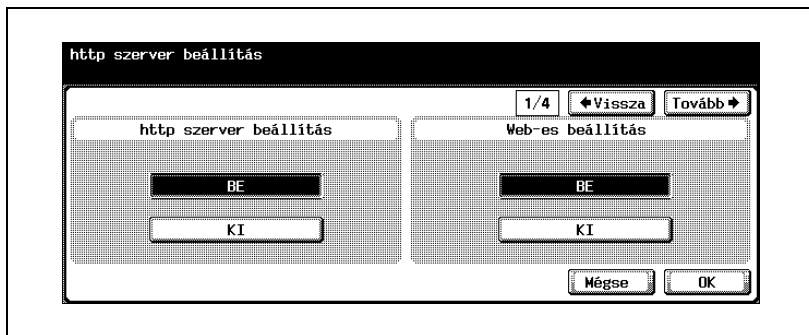 http szerver beállítás
1/4 Vissza Tovább
http szerver beállítás Web-es beállítás
BE BE
KI KI
Mégse OK